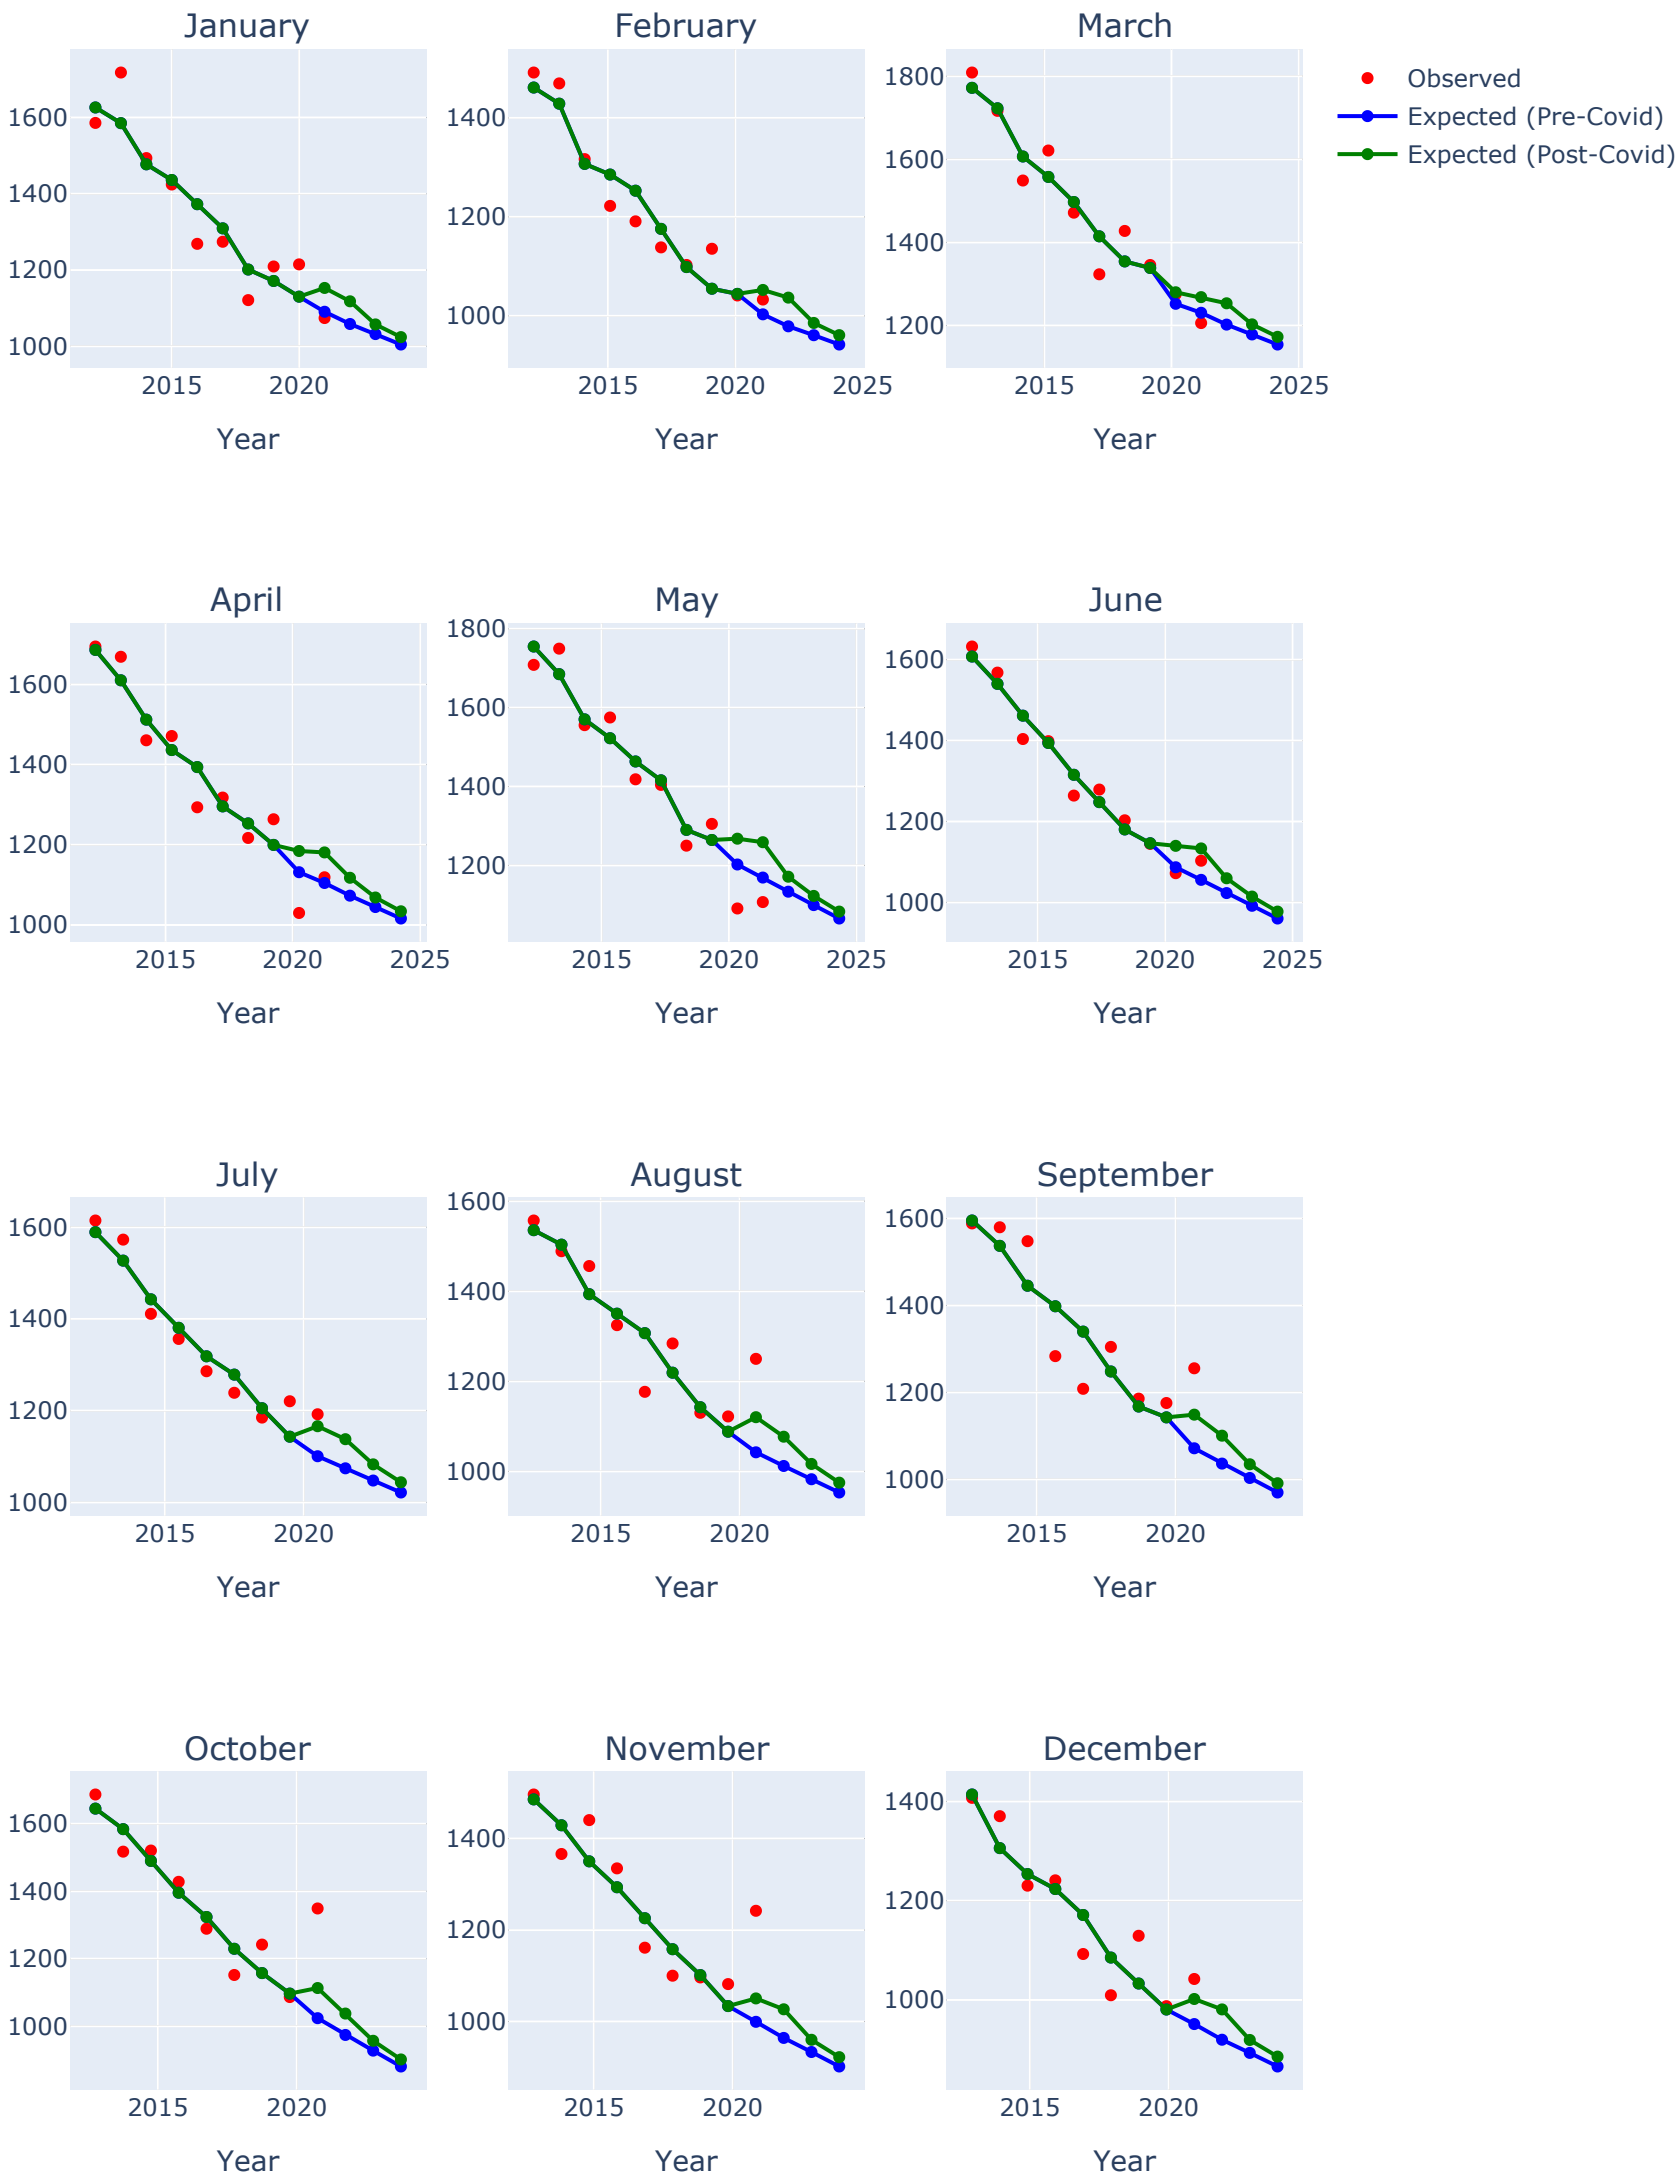 January
February
March
1600
1400
1200
1000
2015
2020
Year
1400
1200
1000
2015
2020
2025
Year
1800
1600
1400
1200
2015
2020
2025
Year
Observed
Expected (Pre-Covid)
Expected (Post-Covid)
April
May
June
1600
1400
1200
1000
2015
2020
2025
Year
1800
1600
1400
1200
2015
2020
2025
Year
1600
1400
1200
1000
2015
2020
2025
Year
July
August
September
1600
1400
1200
1000
2015
2020
Year
1600
1400
1200
1000
2015
2020
Year
1600
1400
1200
1000
2015
2020
Year
October
November
December
1600
1400
1200
1000
2015
2020
Year
1400
1200
1000
2015
2020
Year
1400
1200
1000
2015
2020
Year